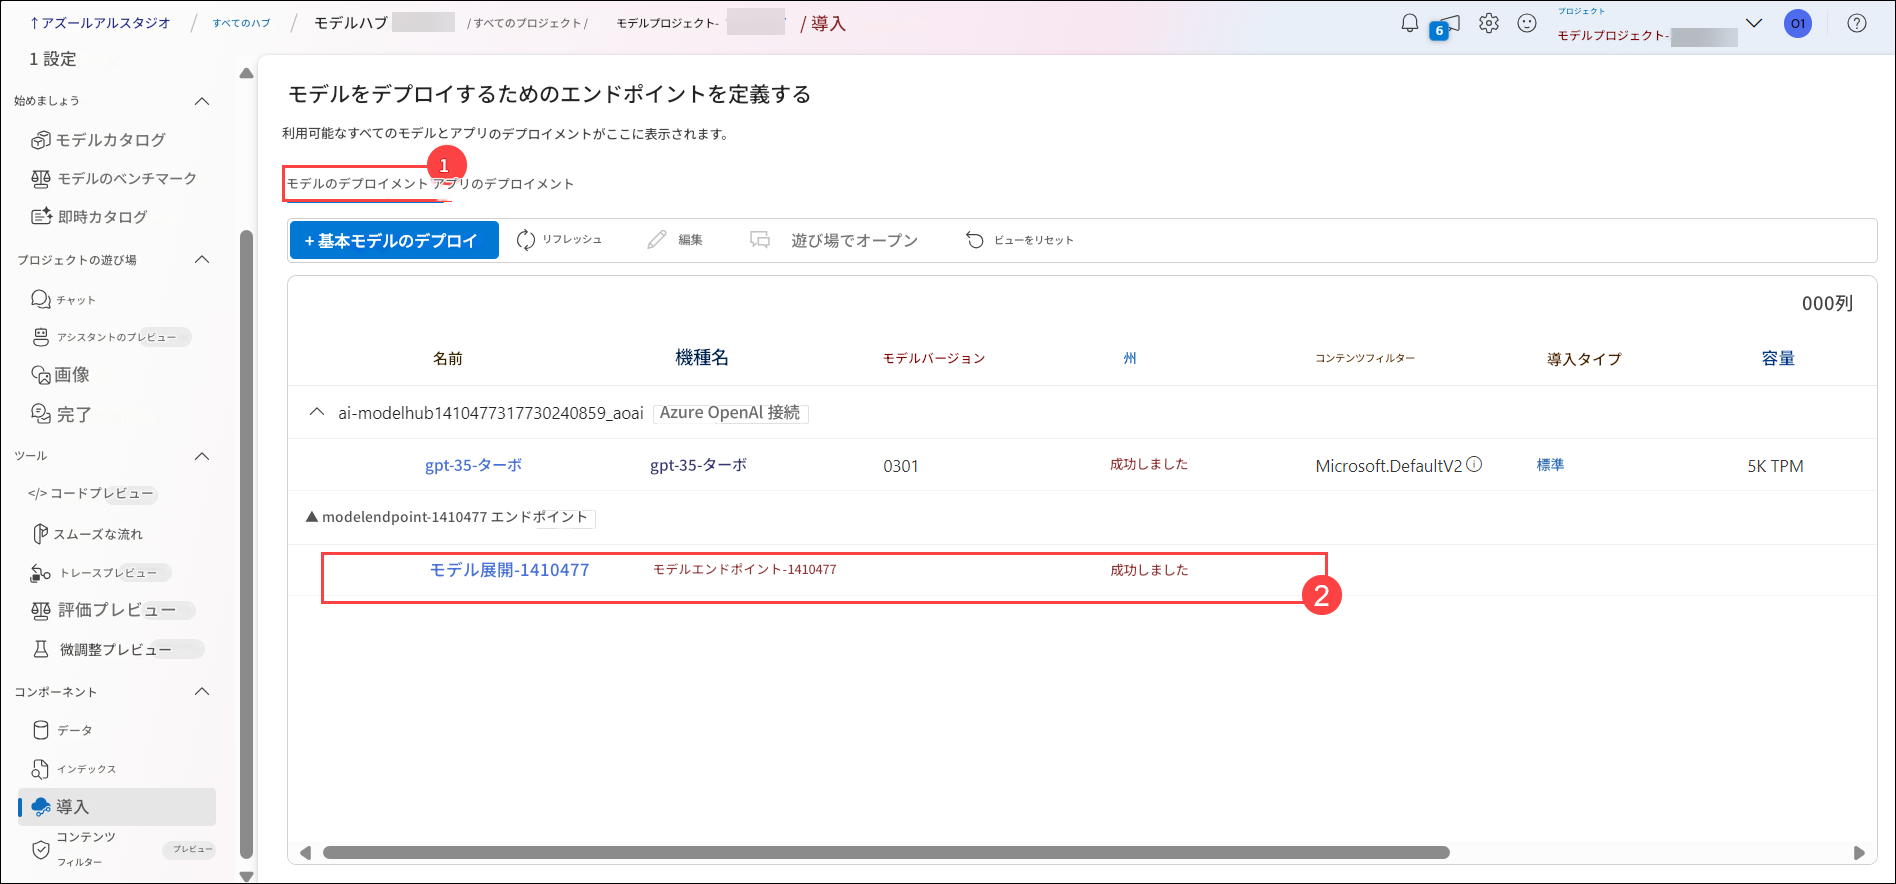 ↑アズールアルスタジオ / すべてのハブ / モデルハブ /すべてのプロジェクト/ モデルプロジェクト- /導入
6
プロジェクト
モデルプロジェクト-
01
1 設定
始めましょう
モデルカタログ
モデルのベンチマーク
即時カタログ
プロジェクトの遊び場
チャット
アシスタントのプレビュー
画像
完了
ツール
</> コードプレビュー
スムーズな流れ
トレースプレビュー
評価プレビュー
微調整プレビュー
コンポーネント
データ
インデックス
導入
コンテンツ
フィルター
プレビュー
モデルをデプロイするためのエンドポイントを定義する
利用可能なすべてのモデルとアプリのデプロイメントがここに表示されます。
1
モデルのデプロイメント アプリのデプロイメント
+ 基本モデルのデプロイ リフレッシュ 編集 遊び場でオープン ビューをリセット
000列
名前 機種名 モデルバージョン 州 コンテンツフィルター 導入タイプ 容量
ai-modelhub1410477317730240859_aoai Azure OpenAl 接続
gpt-35-ターボ gpt-35-ターボ 0301 成功しました Microsoft.DefaultV2 標準 5K TPM
▲ modelendpoint-1410477 エンドポイント
モデル展開-1410477 モデルエンドポイント-1410477 成功しました
2